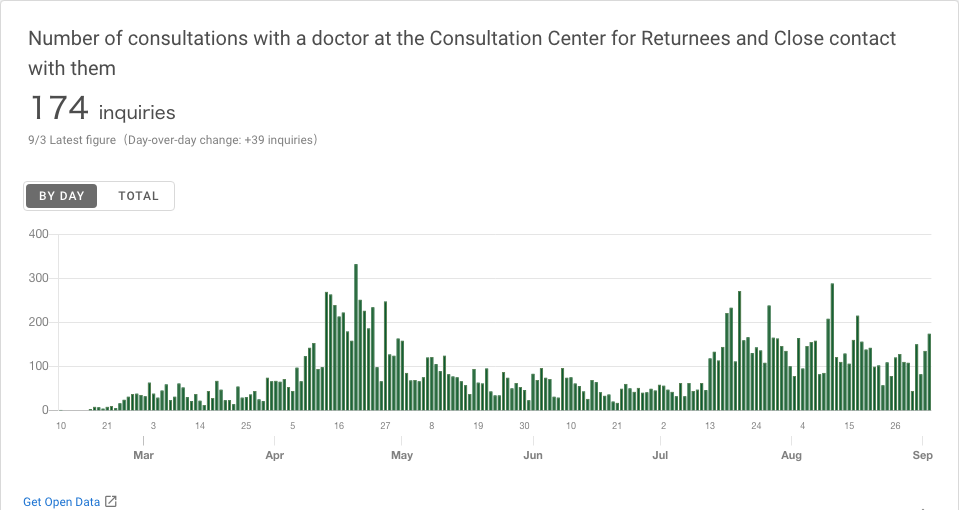 Number of consultations with a doctor at the Consultation Center for Returnees and Close contact
with them
174 inquiries
9/3 Latest figure（Day-over-day change: +39 inquiries）
BY DAY TOTAL
400
300
200
100
0
10 21 3 14 25 5 16 27 8 19 30 10 21 2 13 24 4 15 26
Mar Apr May Jun Jul Aug Sep
Get Open Data